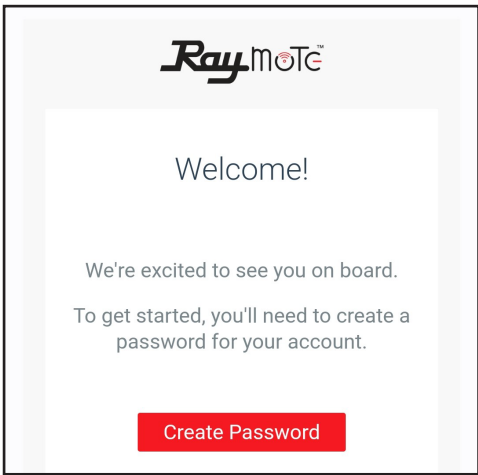 RayMoTe™
Welcome!
We're excited to see you on board.
To get started, you'll need to create a
password for your account.
Create Password